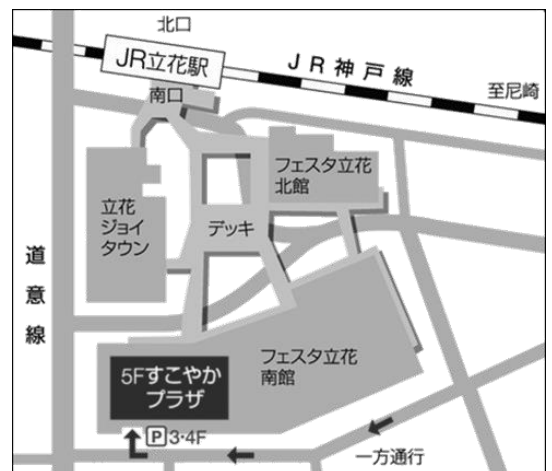 北口
JR立花駅
JR神戸線
南口
至尼崎
フェスタ立花
北館
立花
ジョイ
タウン
デッキ
道意線
フェスタ立花
南館
5Fすこやか
プラザ
P3・4F
一方通行